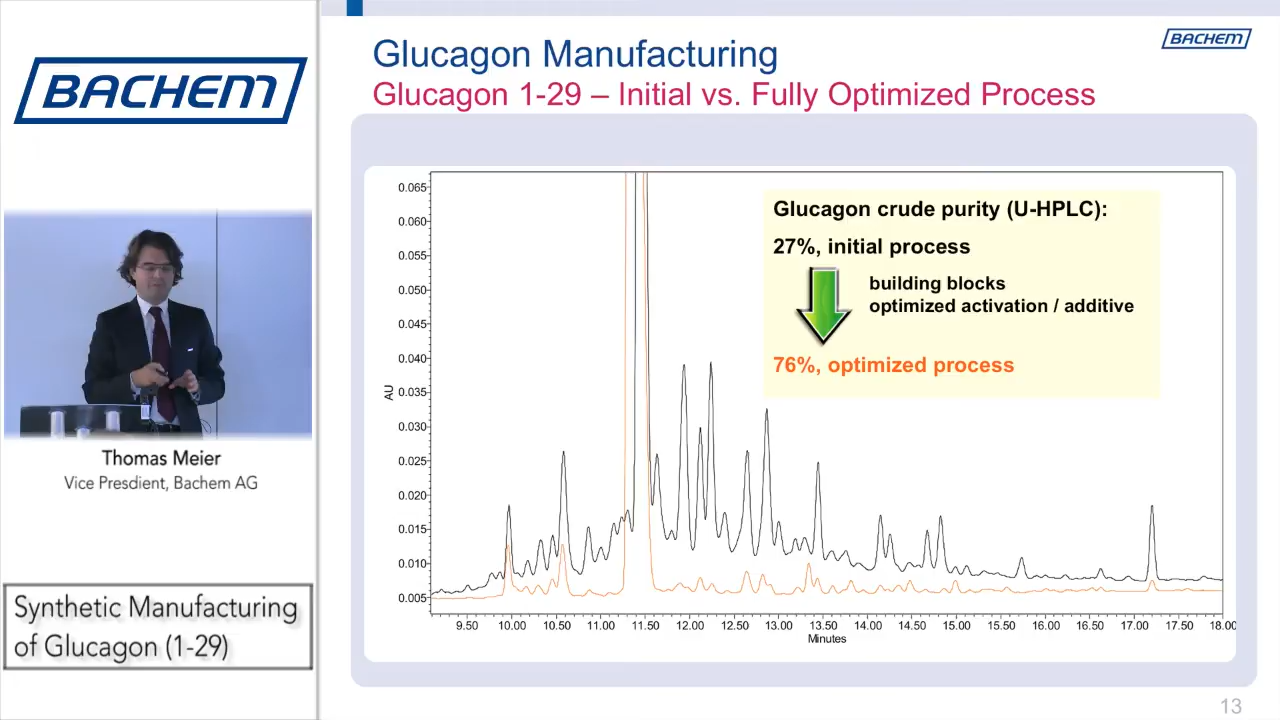 BACHEM
Thomas Meier
Vice Presdient, Bachem AG
Synthetic Manufacturing
of Glucagon (1-29)
BACHEM
Glucagon Manufacturing
Glucagon 1-29 – Initial vs. Fully Optimized Process
Glucagon crude purity (U-HPLC):
27%, initial process
building blocks
optimized activation / additive
76%, optimized process
AU
0.065
0.060
0.055
0.050
0.045
0.040
0.035
0.030
0.025
0.020
0.015
0.010
0.005
9.50 10.00 10.50 11.00 11.50 12.00 12.50 13.00 13.50 14.00 14.50 15.00 15.50 16.00 16.50 17.00 17.50 18.00
Minutes
13